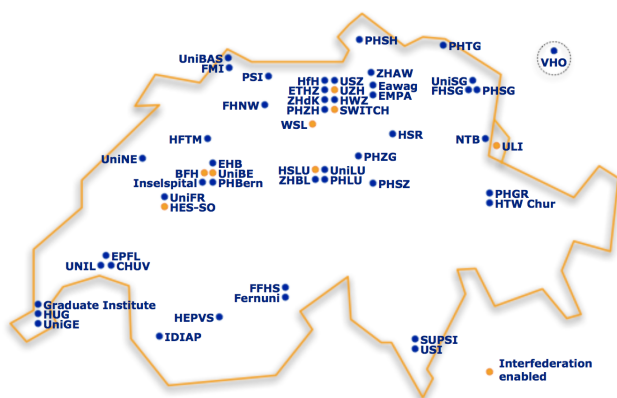 PHSH
PHTG
UniBAS
FMI
VHO
PSI
ZHAW
HfH USZ
UniSG
Eawag
ETHZ UZH
FHSG PHSG
EMPA
ZHdK HWZ
FHNW
PHZH SWITCH
WSL
HSR
HFTM
NTB
ULI
UniNE
PHZG
EHB
BFH UniBE
HSLU UniLU
Inselspital PHBern
ZHBL PHLU
PHSZ
PHGR
UniFR
HTW Chur
HES-SO
EPFL
UNIL CHUV
FFHS
Fernuni
Graduate Institute
HUG
HEPVS
UniGE
IDIAP
SUPSI
USI
Interfederation
enabled